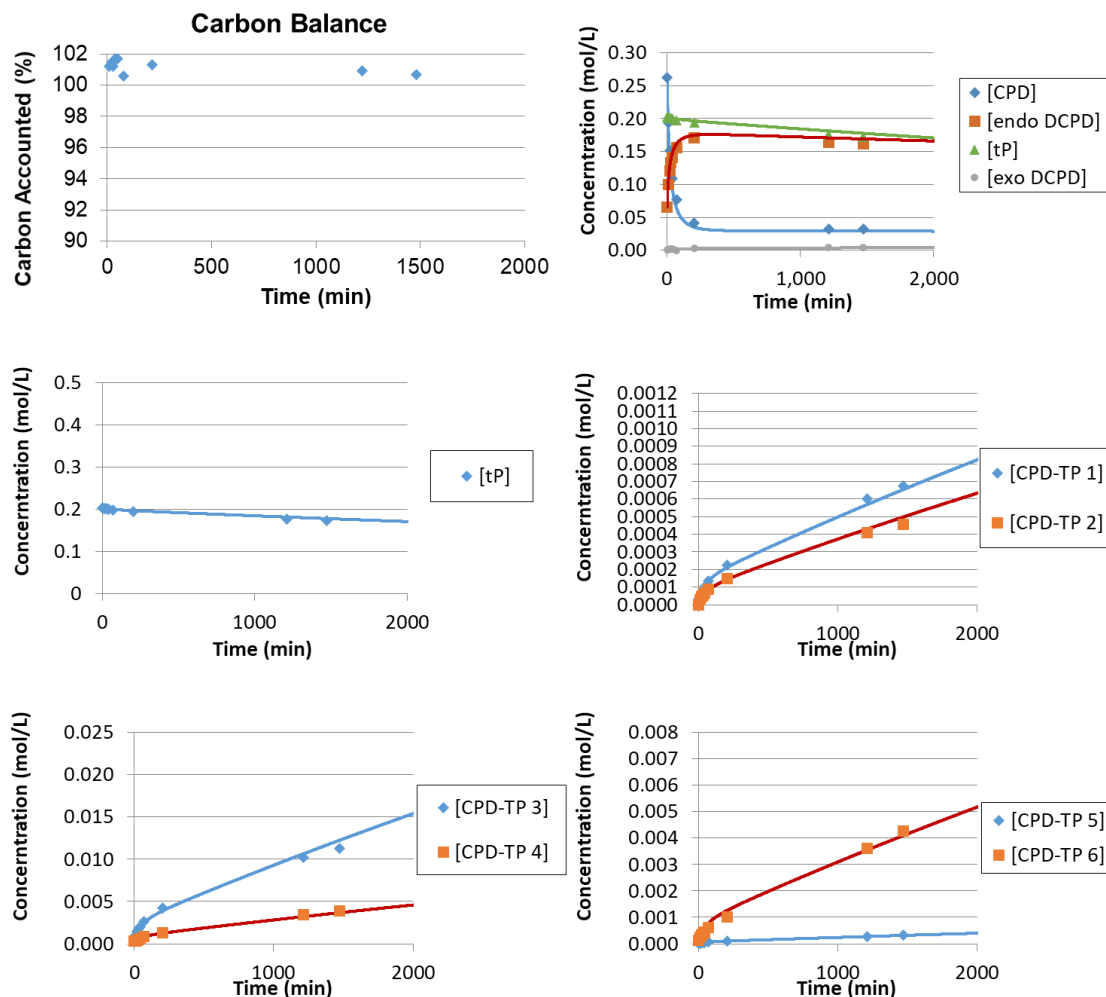 Carbon Balance
Carbon Accounted (%)
102
100
98
96
94
92
90
0 500 1000 1500 2000
Time (min)
Concerntration (mol/L)
0.30
0.25
0.20
0.15
0.10
0.05
0.00
0 1,000 2,000
Time (min)
[CPD]
[endo DCPD]
[tP]
[exo DCPD]
Concerntration (mol/L)
0.5
0.4
0.3
0.2
0.1
0
0 1000 2000
Time (min)
[tP]
Concerntration (mol/L)
0.0012
0.0011
0.0010
0.0009
0.0008
0.0007
0.0006
0.0005
0.0004
0.0003
0.0002
0.0001
0.0000
0 1000 2000
Time (min)
[CPD-TP 1]
[CPD-TP 2]
Concerntration (mol/L)
0.025
0.020
0.015
0.010
0.005
0.000
0 1000 2000
Time (min)
[CPD-TP 3]
[CPD-TP 4]
Concerntration (mol/L)
0.008
0.007
0.006
0.005
0.004
0.003
0.002
0.001
0.000
0 1000 2000
Time (min)
[CPD-TP 5]
[CPD-TP 6]